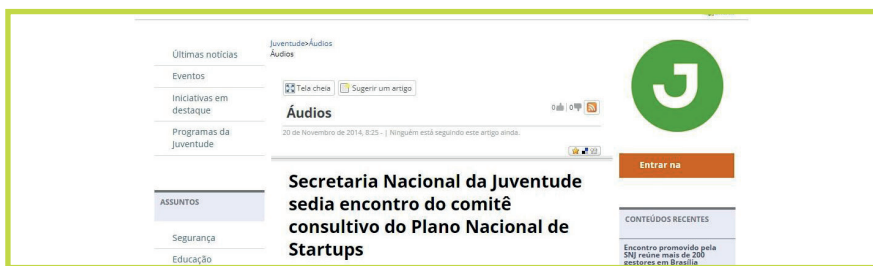 Juventude>Áudios
Áudios
Últimas notícias
Eventos
Iniciativas em
destaque
Programas da
Juventude
ASSUNTOS
Segurança
Educação
Tela cheia Sugerir um artigo
Áudios
0 0
20 de Novembro de 2014, 8:25 - | Ninguém está seguindo este artigo ainda.
Secretaria Nacional da Juventude
sedia encontro do comitê
consultivo do Plano Nacional de
Startups
J
Entrar na
CONTEÚDOS RECENTES
Encontro promovido pela
SNJ reúne mais de 200
gestores em Brasília